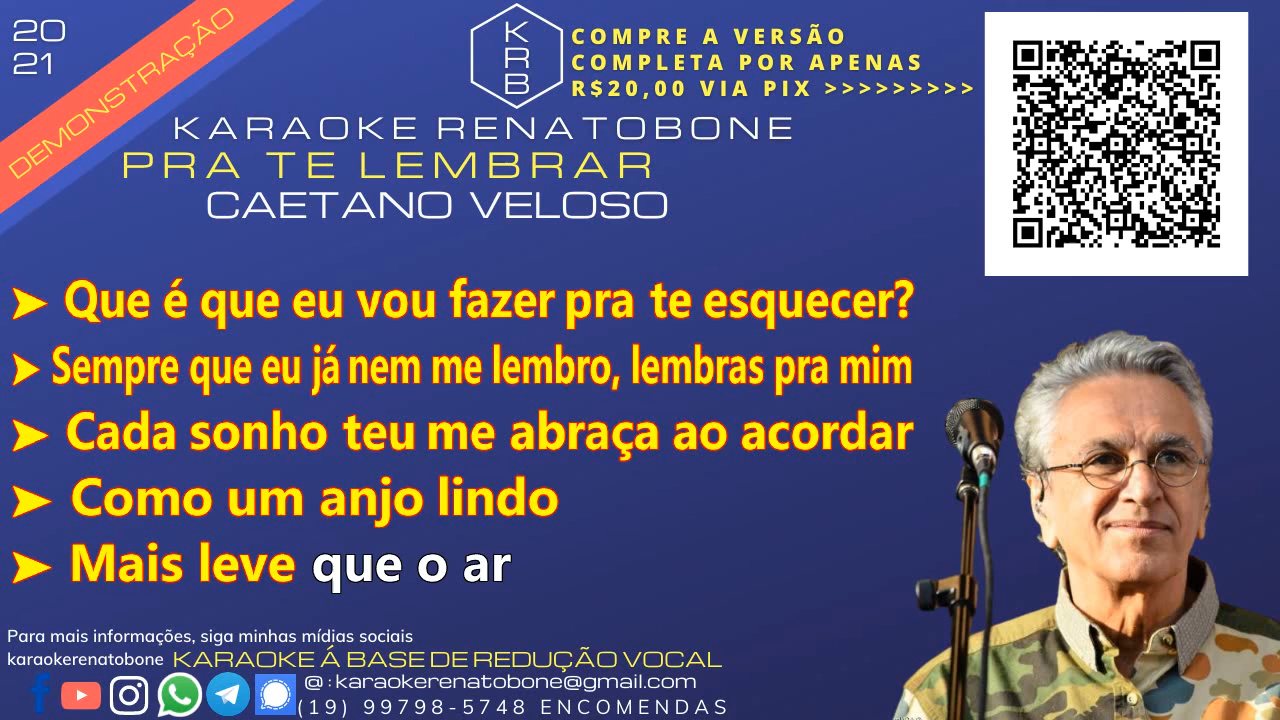 20
21
DEMONSTRAÇÃO
K
R
B
COMPRE A VERSÃO
COMPLETA POR APENAS
R$20,00 VIA PIX >>>>>>>>>
KARAOKE RENATOBONE
PRA TE LEMBRAR
CAETANO VELOSO
➤ Que é que eu vou fazer pra te esquecer?
➤ Sempre que eu já nem me lembro, lembras pra mim
➤ Cada sonho teu me abraça ao acordar
➤ Como um anjo lindo
➤ Mais leve que o ar
Para mais informações, siga minhas mídias sociais
karaokerenatobone KARAOKE Á BASE DE REDUÇÃO VOCAL
@:karaokerenatobone@gmail.com
(19) 99798-5748 ENCOMENDAS